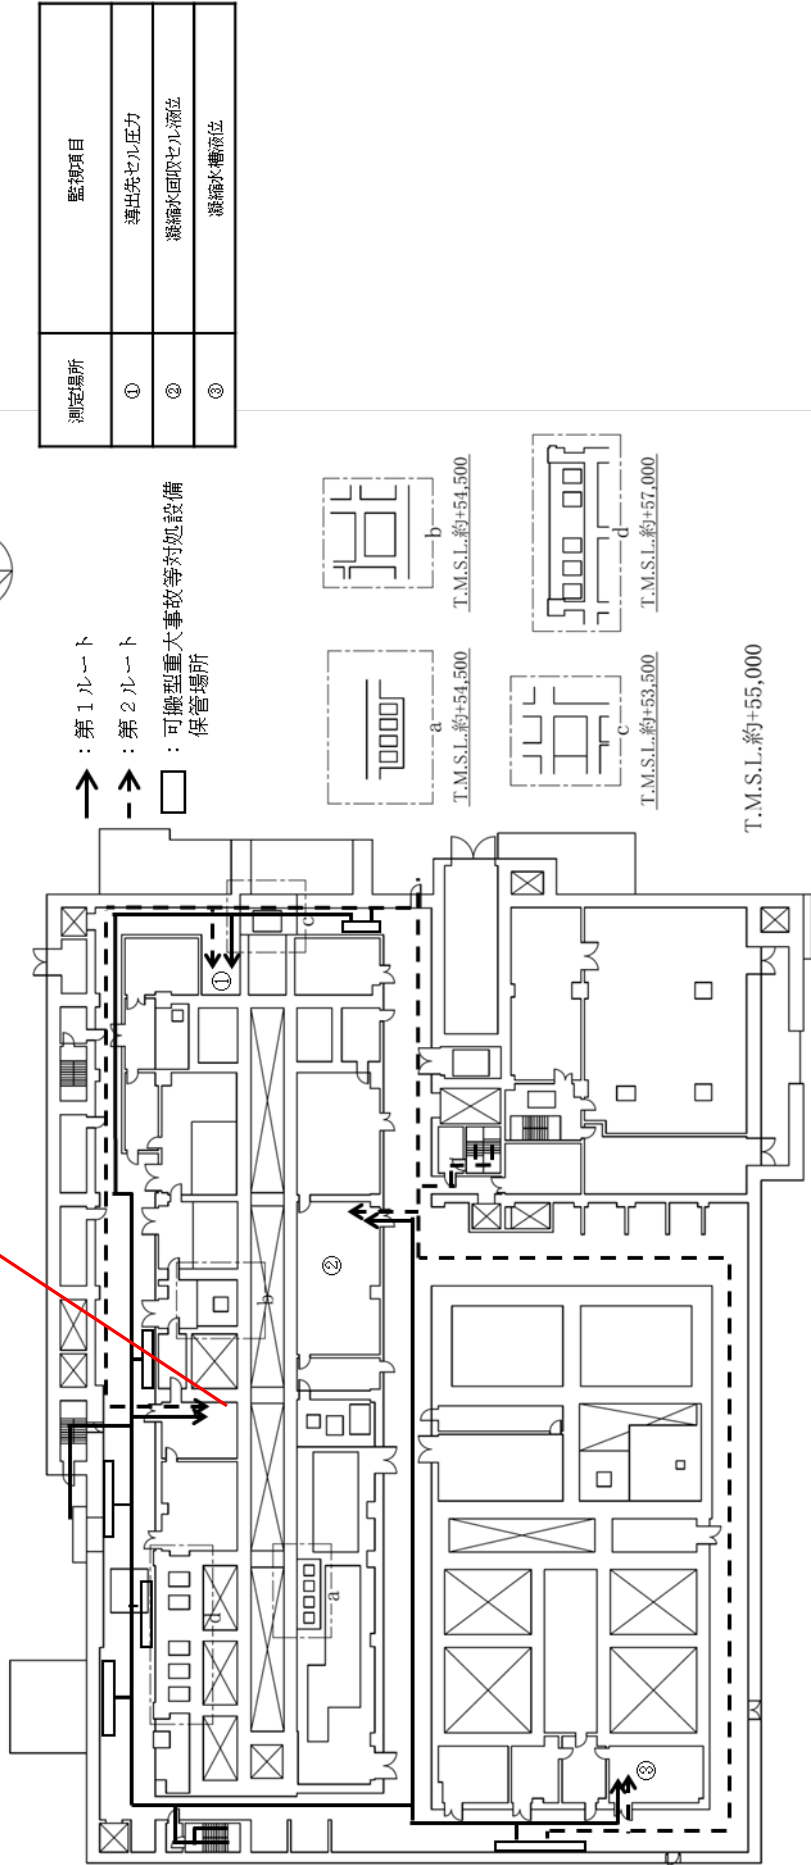 測定場所 監視項目
① 導出先セル圧力
② 凝縮水回収セル液位
③ 凝縮水槽液位
：第1ルート
：第2ルート
：可搬型重大事故等対処設備
保管場所
a
T.M.S.L.約+54,500
b
T.M.S.L.約+54,500
c
T.M.S.L.約+53,500
d
T.M.S.L.約+57,000
T.M.S.L.約+55,000
①
c
②
b
d
a
③